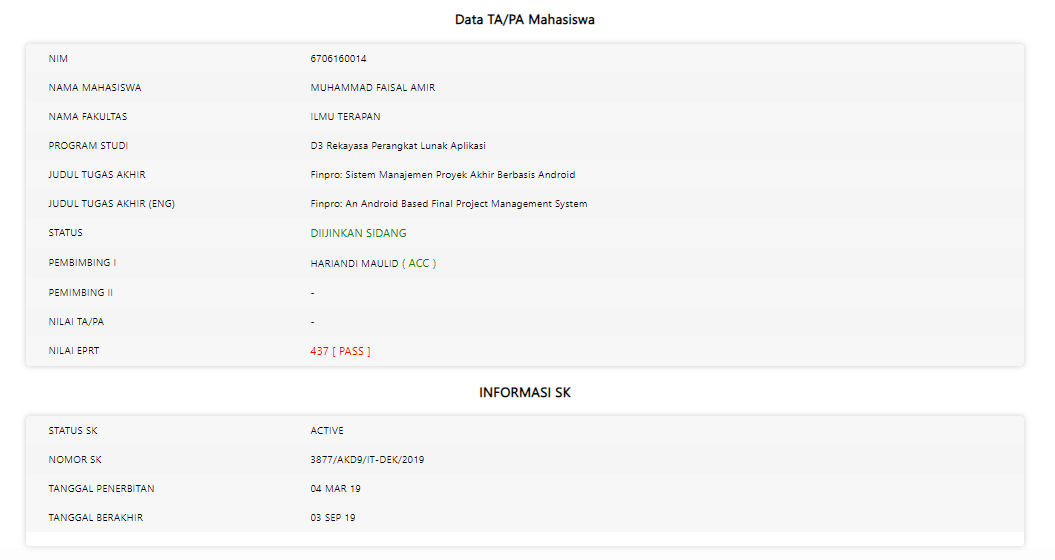 Data TA/PA Mahasiswa
NIM 6706160014
NAMA MAHASISWA MUHAMMAD FAISAL AMIR
NAMA FAKULTAS ILMU TERAPAN
PROGRAM STUDI D3 Rekayasa Perangkat Lunak Aplikasi
JUDUL TUGAS AKHIR Finpro: Sistem Manajemen Proyek Akhir Berbasis Android
JUDUL TUGAS AKHIR (ENG) Finpro: An Android Based Final Project Management System
STATUS DIIJINKAN SIDANG
PEMBIMBING I HARIANDI MAULID ( ACC )
PEMIMBING II -
NILAI TA/PA -
NILAI EPRT 437 [ PASS ]
INFORMASI SK
STATUS SK ACTIVE
NOMOR SK 3877/AKD9/IT-DEK/2019
TANGGAL PENERBITAN 04 MAR 19
TANGGAL BERAKHIR 03 SEP 19